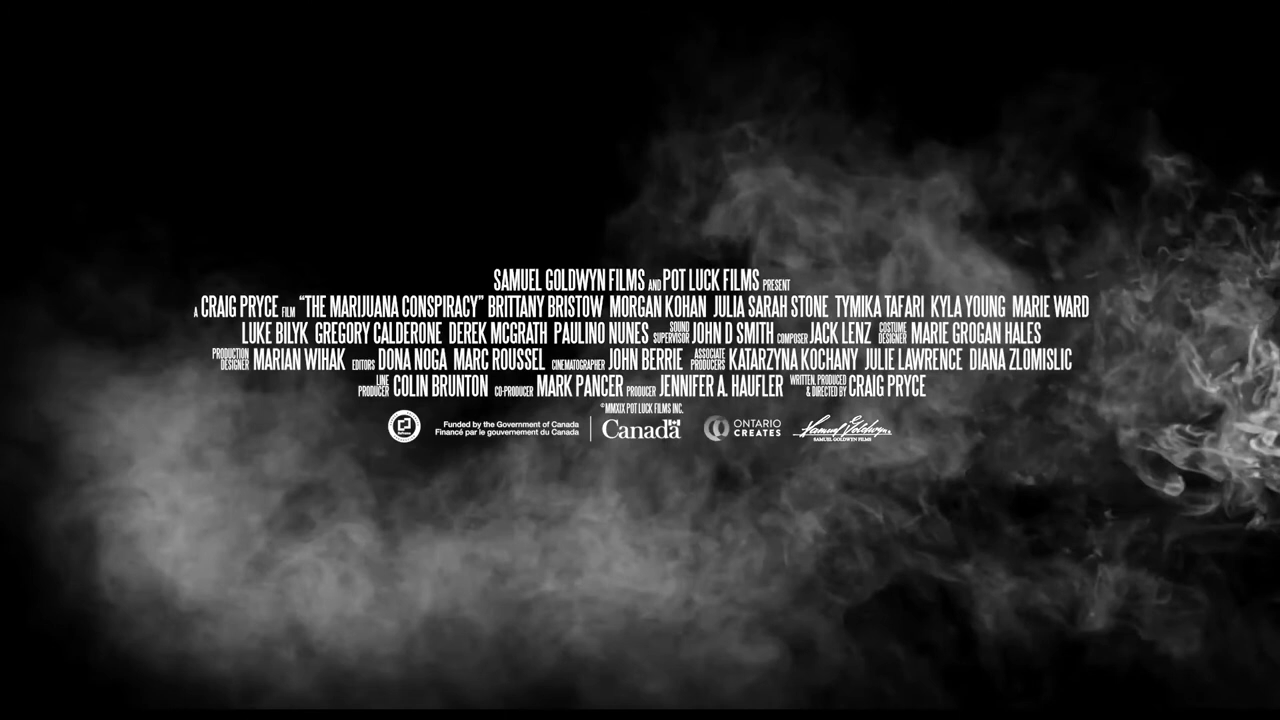 SAMUEL GOLDWYN FILMS AND POT LUCK FILMS PRESENT
A CRAIG PRYCE FILM "THE MARIJUANA CONSPIRACY" BRITTANY BRISTOW MORGAN KOHAN JULIA SARAH STONE TYMIKA TAFARI KYLA YOUNG MARIE WARD
LUKE BILYK GREGORY CALDERONE DEREK MCGRATH PAULINO NUNES SOUND SUPERVISOR JOHN D SMITH COMPOSER JACK LENZ COSTUME DESIGNER MARIE GROGAN HALES
PRODUCTION DESIGNER MARIAN WIHAK EDITORS DONA NOGA MARC ROUSSEL CINEMATOGRAPHER JOHN BERRIE ASSOCIATE PRODUCERS KATARZYNA KOCHANY JULIE LAWRENCE DIANA ZLOMISLIC
LINE PRODUCER COLIN BRUNTON CO-PRODUCER MARK PANCER PRODUCER JENNIFER A. HAUFLER WRITTEN, PRODUCED & DIRECTED BY CRAIG PRYCE
©MMXIX POT LUCK FILMS INC.
Funded by the Government of Canada
Financé par le gouvernement du Canada
Canada
ONTARIO
CREATES
Samuel Goldwyn.
SAMUEL GOLDWYN FILMS